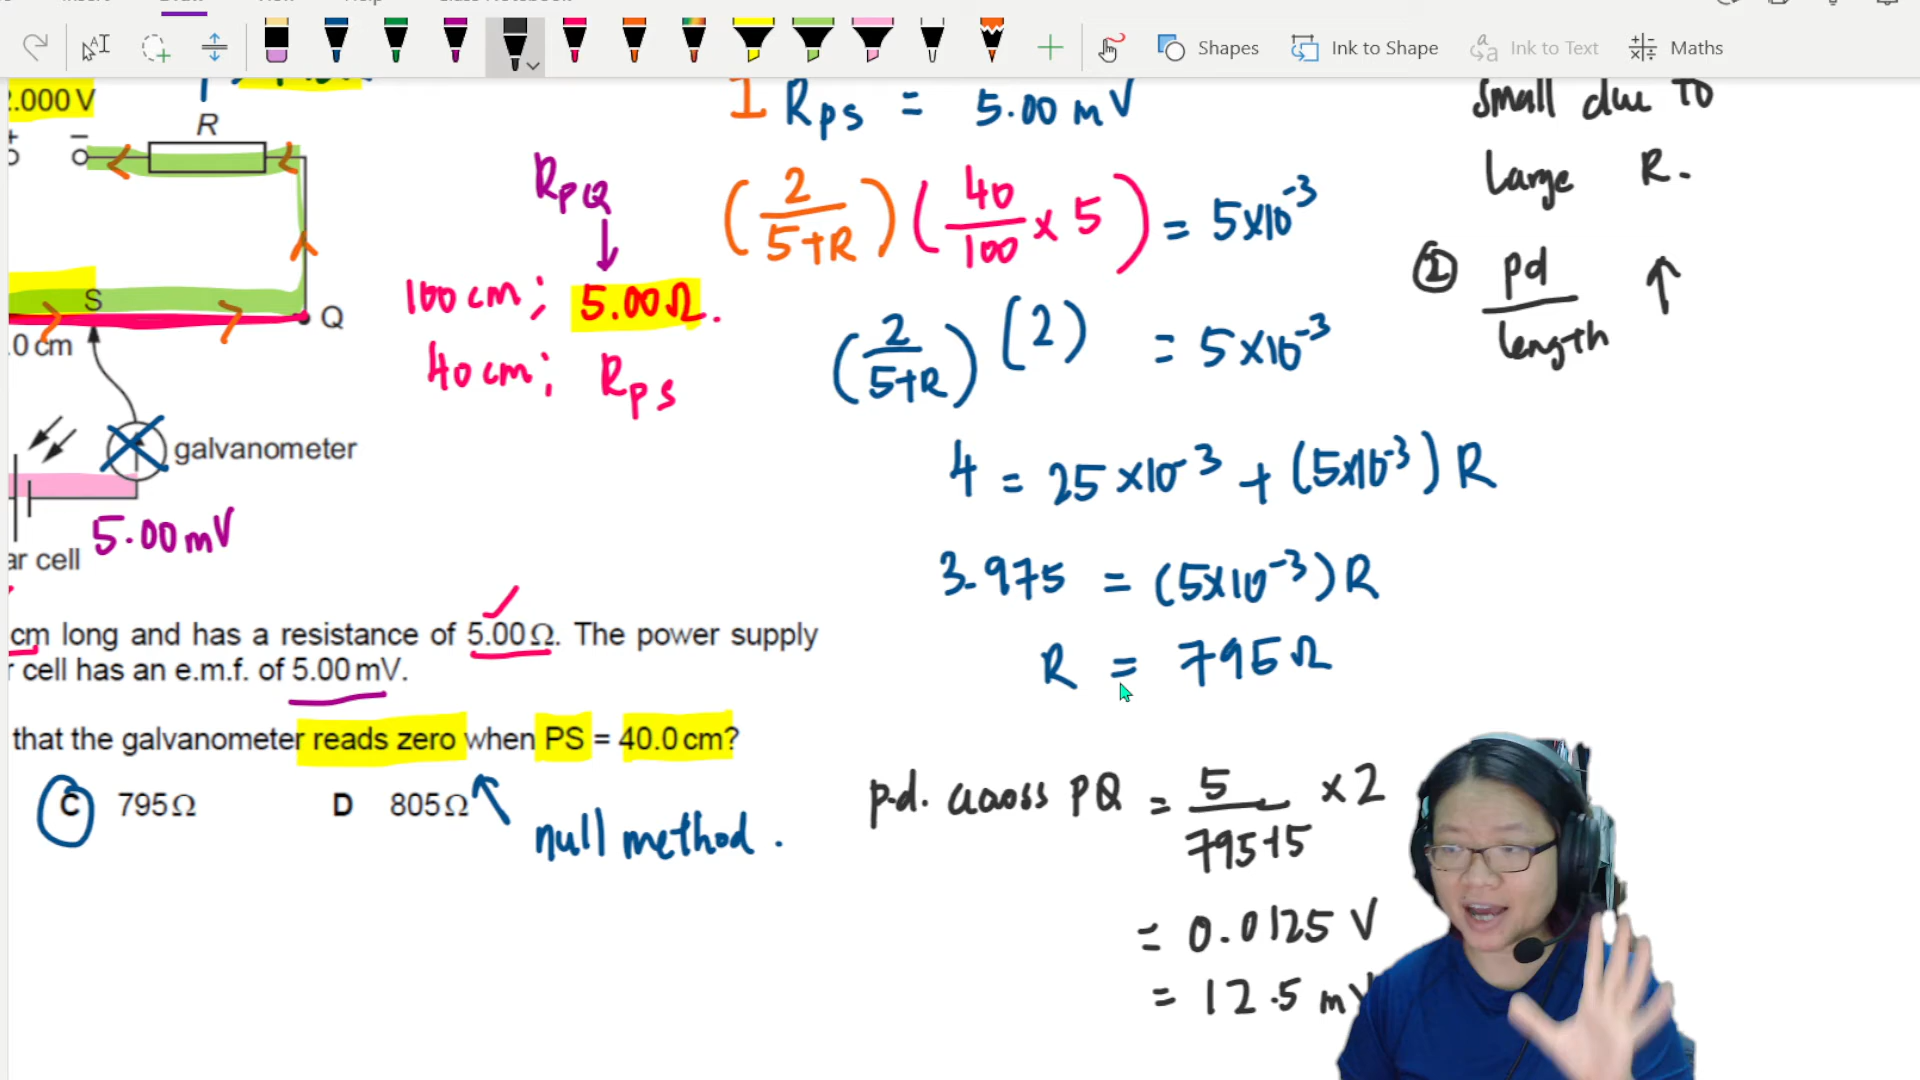 Shapes
Ink to Shape
Ink to Text
Maths
2.000 V
+ −
R
S
Q
.0 cm
galvanometer
5.00 mV
ar cell
R_PQ
↓
100 cm ; 5.00 Ω.
40 cm ; R_PS
cm long and has a resistance of 5.00 Ω. The power supply
r cell has an e.m.f. of 5.00 mV.
that the galvanometer reads zero when PS = 40.0 cm?
C 795 Ω D 805 Ω
null method.
I R_PS = 5.00 mV
(2/(5+R)) (40/100 × 5) = 5×10⁻³
(2/(5+R)) (2) = 5×10⁻³
4 = 25×10⁻³ + (5×10⁻³) R
3.975 = (5×10⁻³) R
R = 795 Ω
p.d. across PQ = 5/(795+5) × 2
= 0.0125 V
= 12.5 mV
small due to
large R.
② pd/length ↑